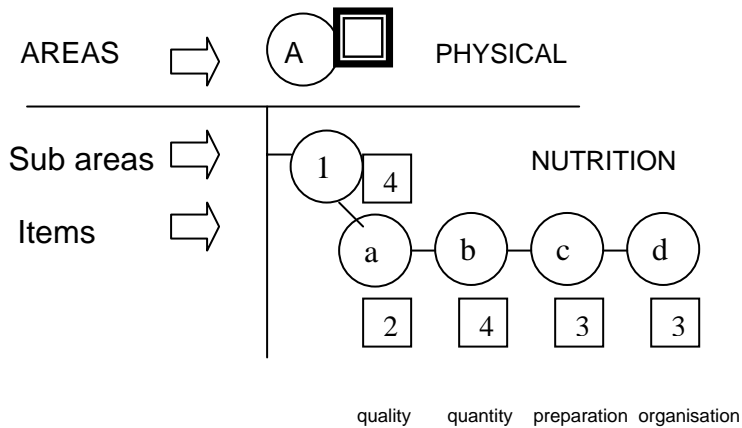 AREAS A PHYSICAL
Sub areas 1 4 NUTRITION
Items a b c d
2 4 3 3
quality quantity preparation organisation